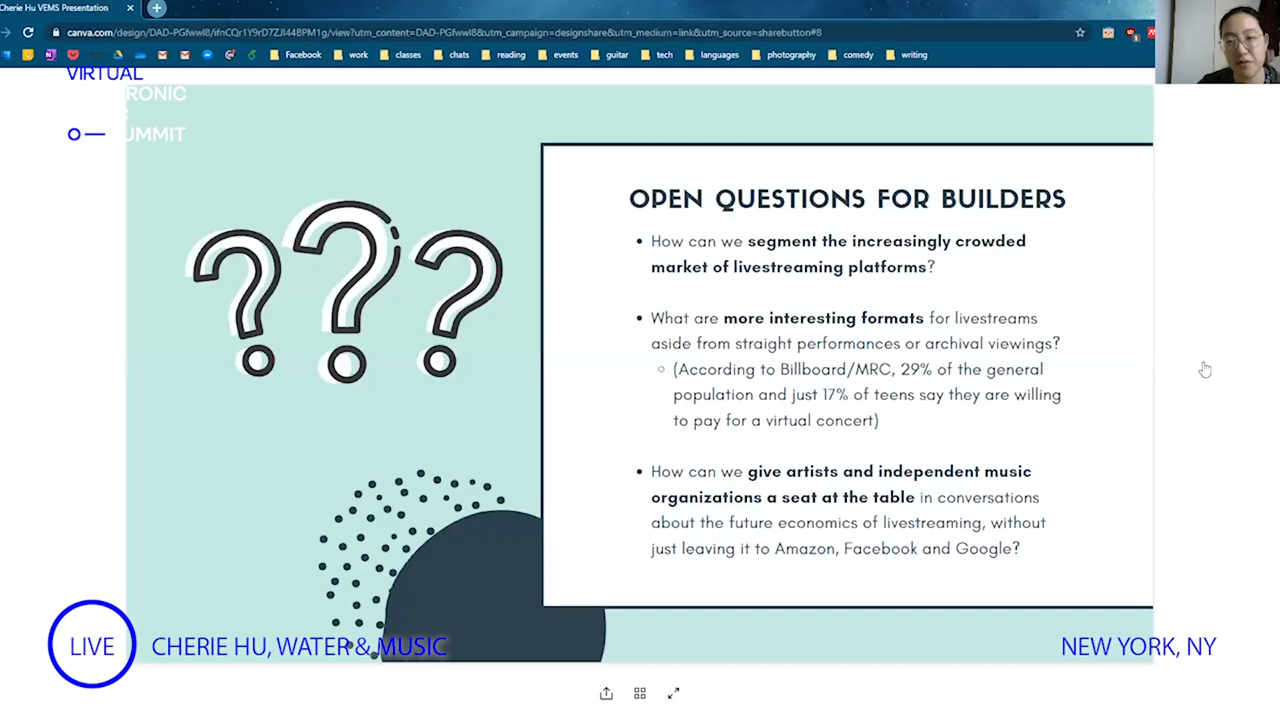 Cherie Hu VEMS Presentation
canva.com/design/DAD-PGfwwI8/ifnCQr1Y9rD7ZJI448PM1g/view?utm_content=DAD-PGfwwI8&utm_campaign=designshare&utm_medium=link&utm_source=sharebutton#8
Facebook work classes chats reading events guitar tech languages photography comedy writing
VIRTUAL
RONIC
UMMIT
OPEN QUESTIONS FOR BUILDERS
• How can we segment the increasingly crowded
market of livestreaming platforms?
• What are more interesting formats for livestreams
aside from straight performances or archival viewings?
○ (According to Billboard/MRC, 29% of the general
population and just 17% of teens say they are willing
to pay for a virtual concert)
• How can we give artists and independent music
organizations a seat at the table in conversations
about the future economics of livestreaming, without
just leaving it to Amazon, Facebook and Google?
LIVE CHERIE HU, WATER & MUSIC
NEW YORK, NY